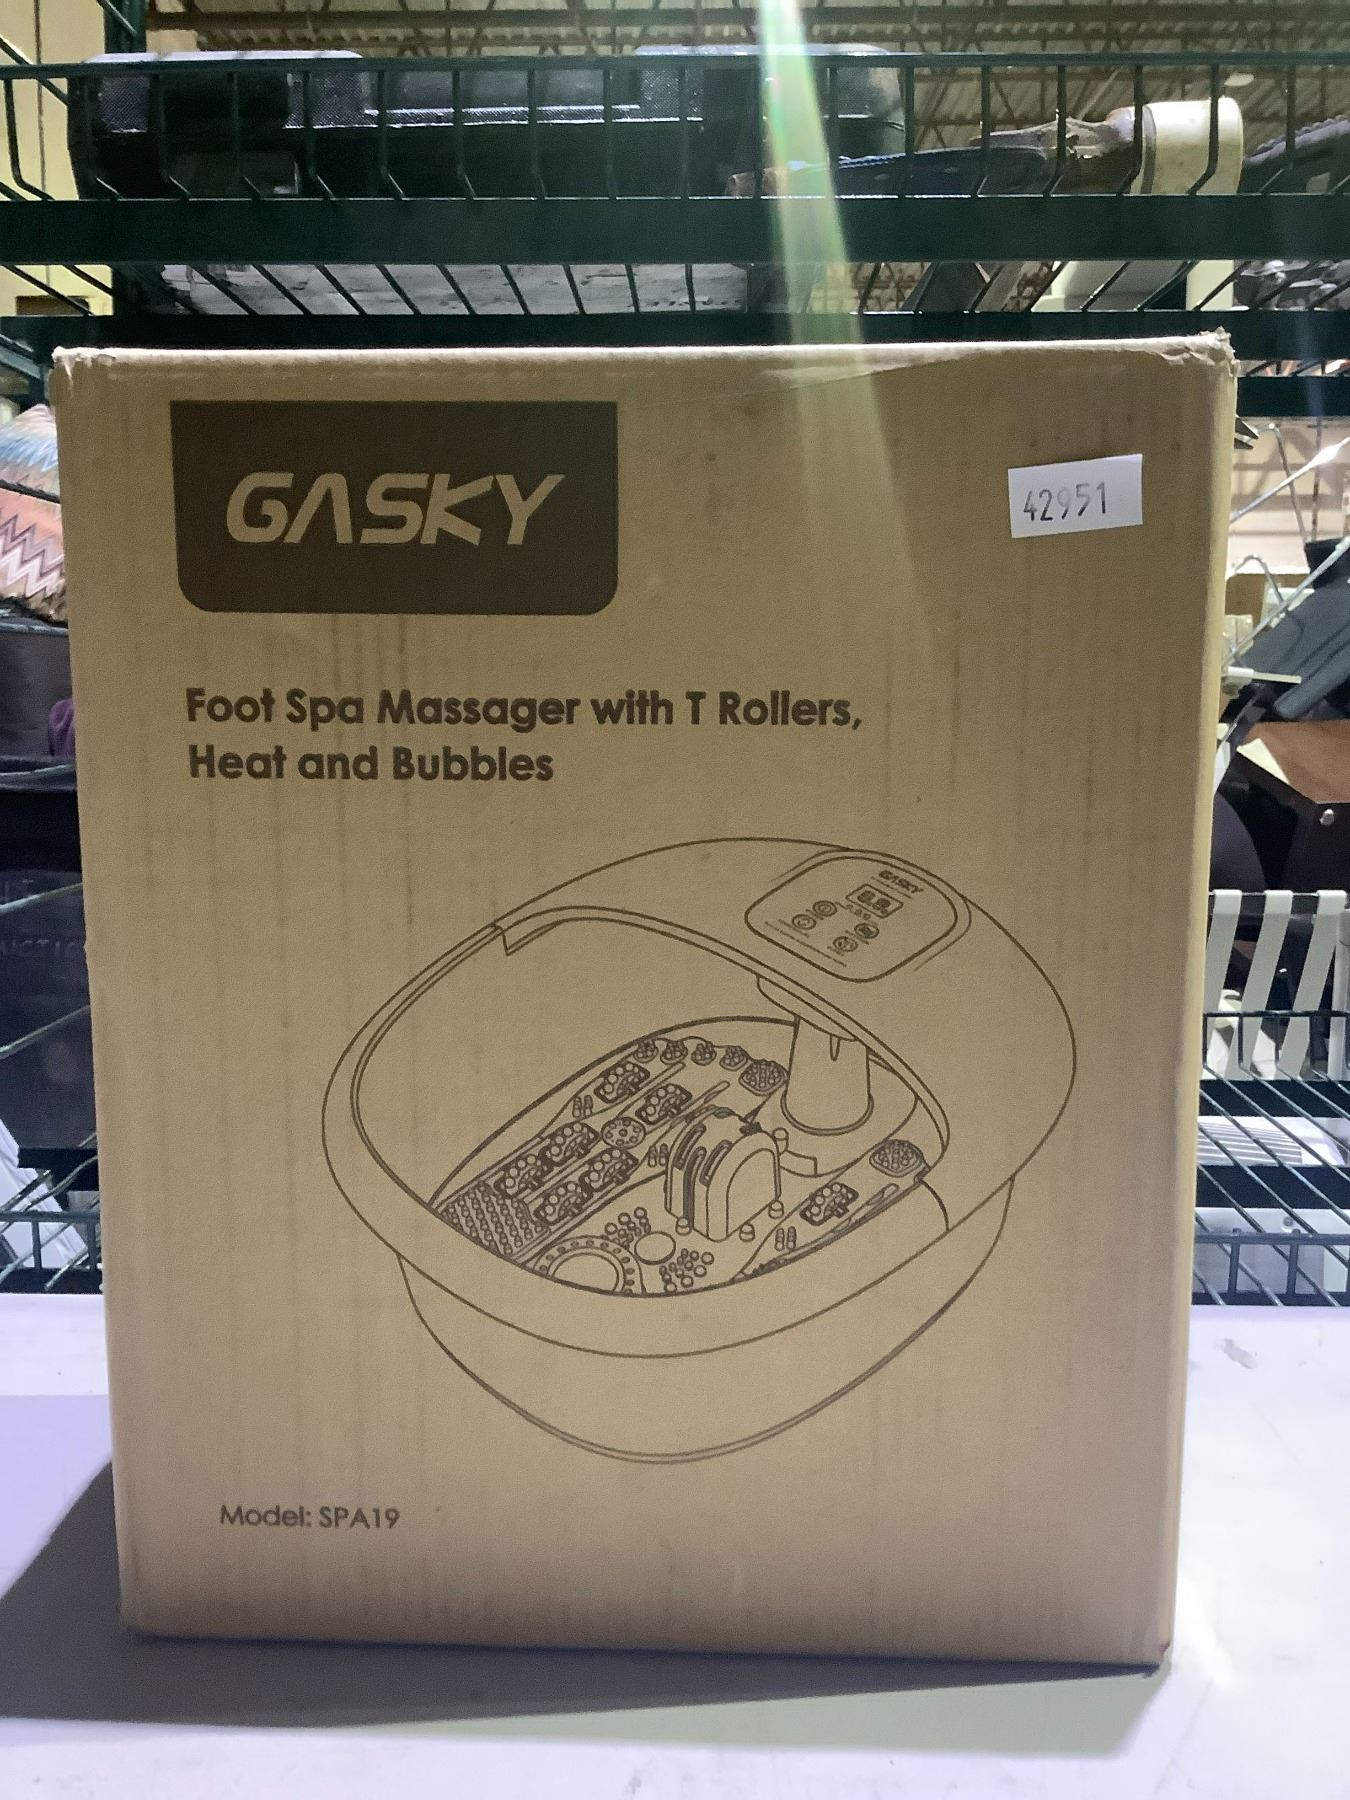 GASKY
42951
Foot Spa Massager with T Rollers,
Heat and Bubbles
GASKY
Model: SPA19